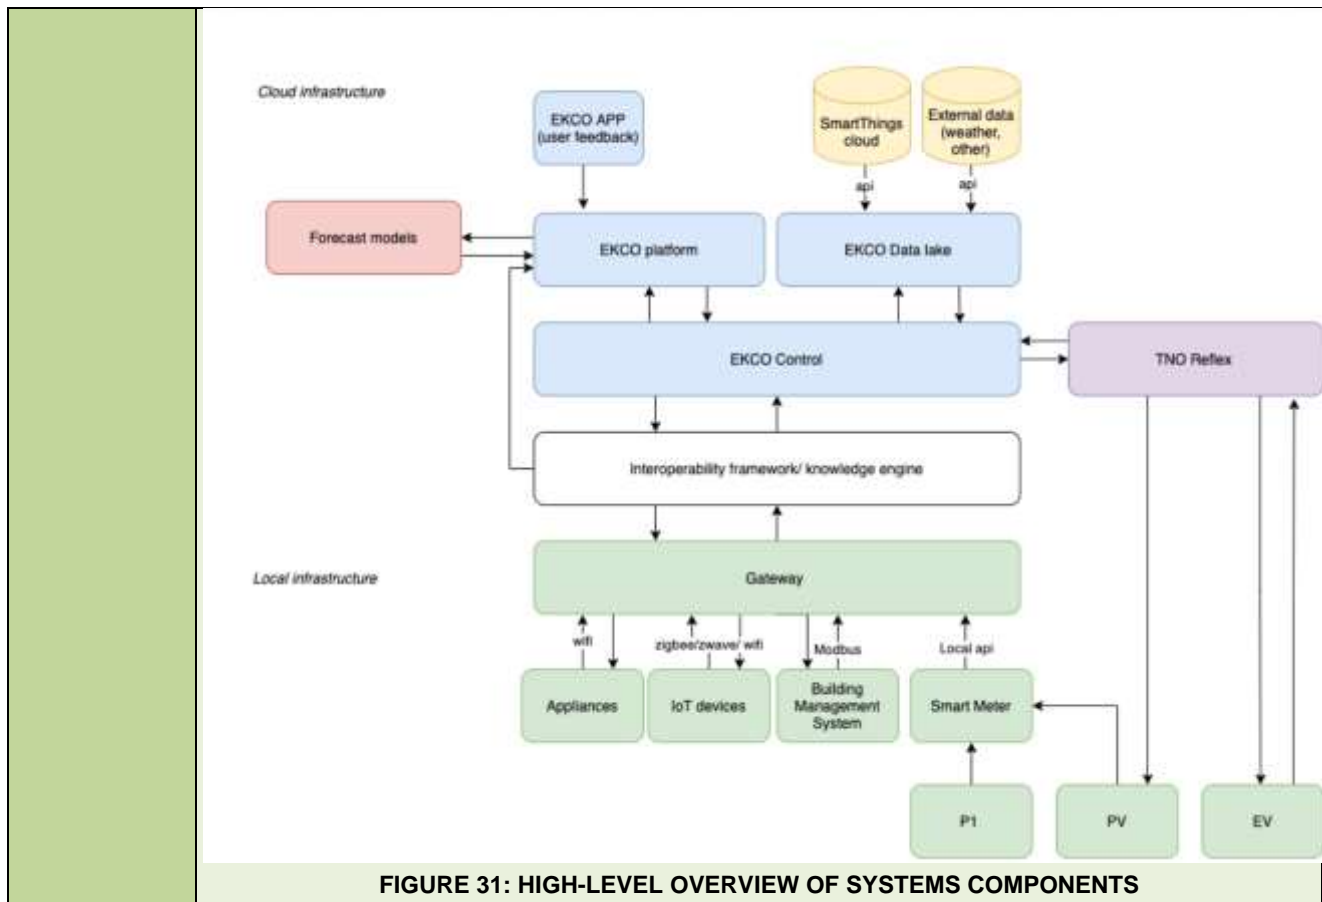 Cloud infrastructure
EKCO APP
(user feedback)
SmartThings
cloud
External data
(weather,
other)
api
api
Forecast models
EKCO platform
EKCO Data lake
EKCO Control
TNO Reflex
Interoperability framework/ knowledge engine
Local infrastructure
Gateway
wifi
zigbee/zwave/ wifi
Modbus
Local api
Appliances
IoT devices
Building
Management
System
Smart Meter
P1
PV
EV
FIGURE 31: HIGH-LEVEL OVERVIEW OF SYSTEMS COMPONENTS